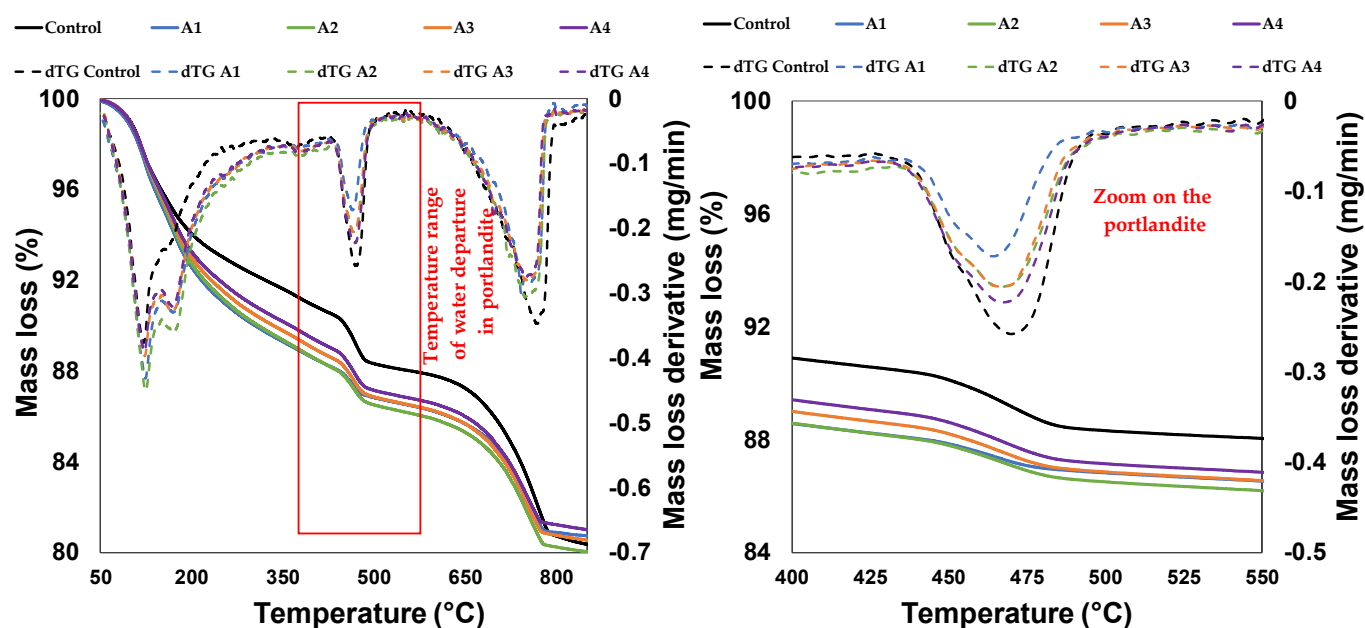 Control A1 A2 A3 A4
dTG Control dTG A1 dTG A2 dTG A3 dTG A4
100
96
92
88
84
80
Mass loss (%)
0
-0.1
-0.2
-0.3
-0.4
-0.5
-0.6
-0.7
Mass loss derivative (mg/min)
Temperature range
of water departure
in portlandite
50 200 350 500 650 800
Temperature (°C)
Control A1 A2 A3 A4
dTG Control dTG A1 dTG A2 dTG A3 dTG A4
100
96
92
88
84
Mass loss (%)
0
-0.1
-0.2
-0.3
-0.4
-0.5
Mass loss derivative (mg/min)
Zoom on the
portlandite
400 425 450 475 500 525 550
Temperature (°C)